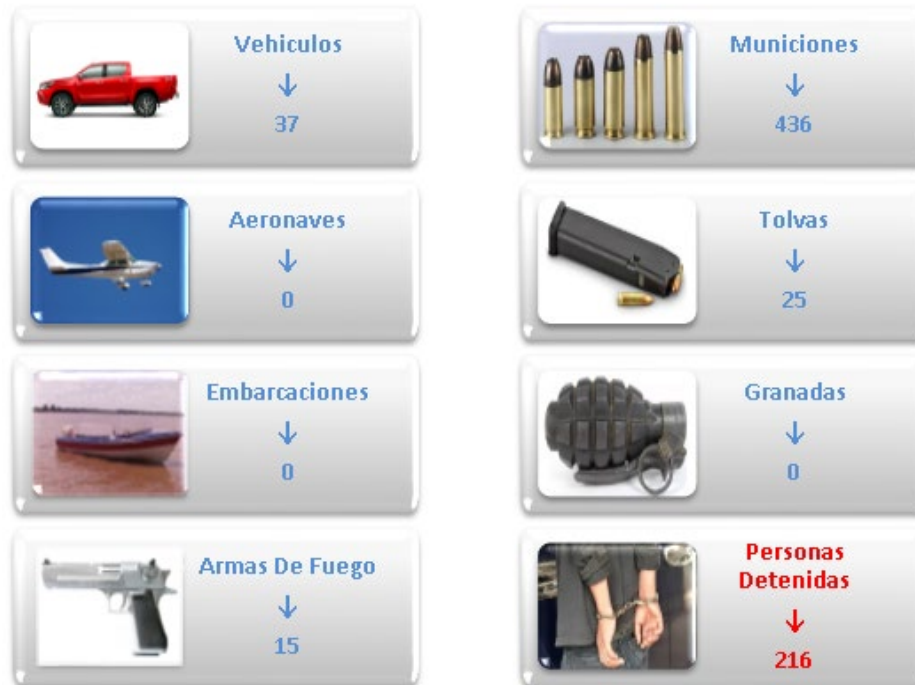 Vehiculos
↓
37
Municiones
↓
436
Aeronaves
↓
0
Tolvas
↓
25
Embarcaciones
↓
0
Granadas
↓
0
Armas De Fuego
↓
15
Personas
Detenidas
↓
216